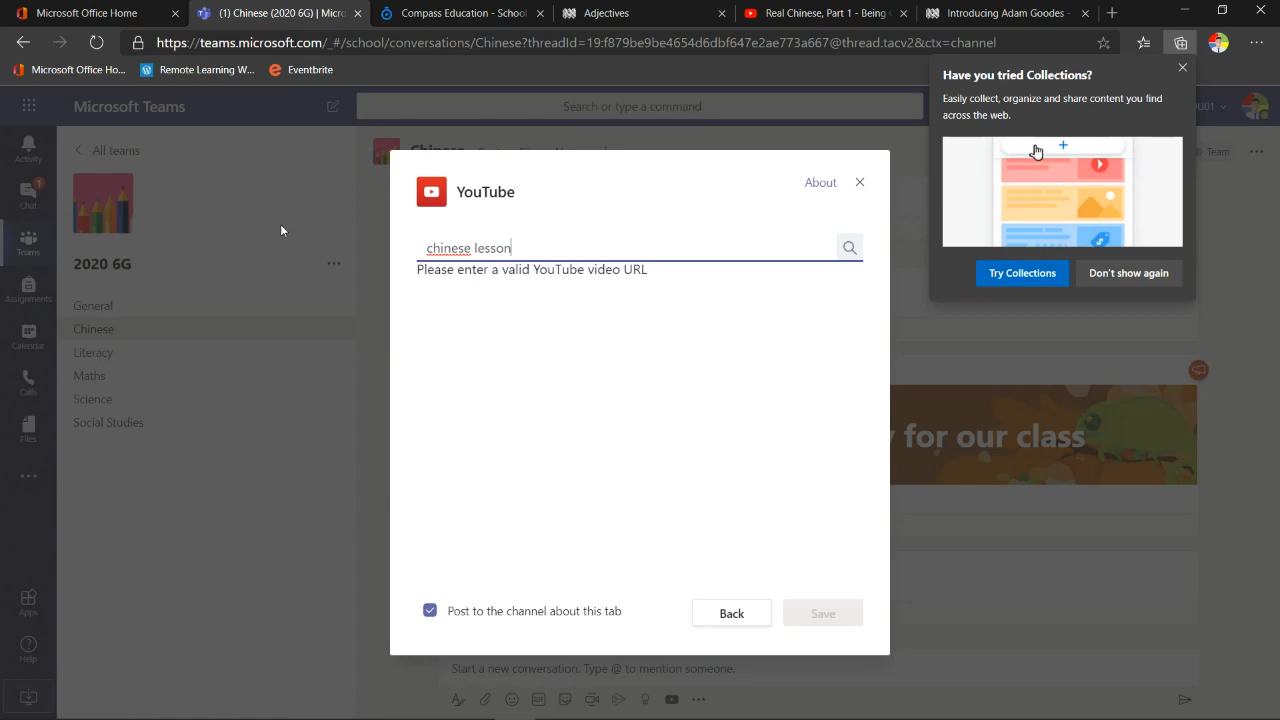 Microsoft Office Home
(1) Chinese (2020 6G) | Micro
Compass Education - School
Adjectives
Real Chinese, Part 1 - Being
Introducing Adam Goodes -
https://teams.microsoft.com/_#/school/conversations/Chinese?threadId=19:f879be9be4654d6dbf647e2ae773a667@thread.tacv2&ctx=channel
Microsoft Office Ho...
Remote Learning W...
Eventbrite
Have you tried Collections?
Easily collect, organize and share content you find
across the web.
Try Collections
Don't show again
Microsoft Teams
Search or type a command
Activity
Chat
1
Teams
Assignments
Calendar
Calls
Files
Apps
Help
All teams
2020 6G
General
Chinese
Literacy
Maths
Science
Social Studies
Team
YouTube
About
chinese lesson
Please enter a valid YouTube video URL
y for our class
Post to the channel about this tab
Back
Save
Start a new conversation. Type @ to mention someone.